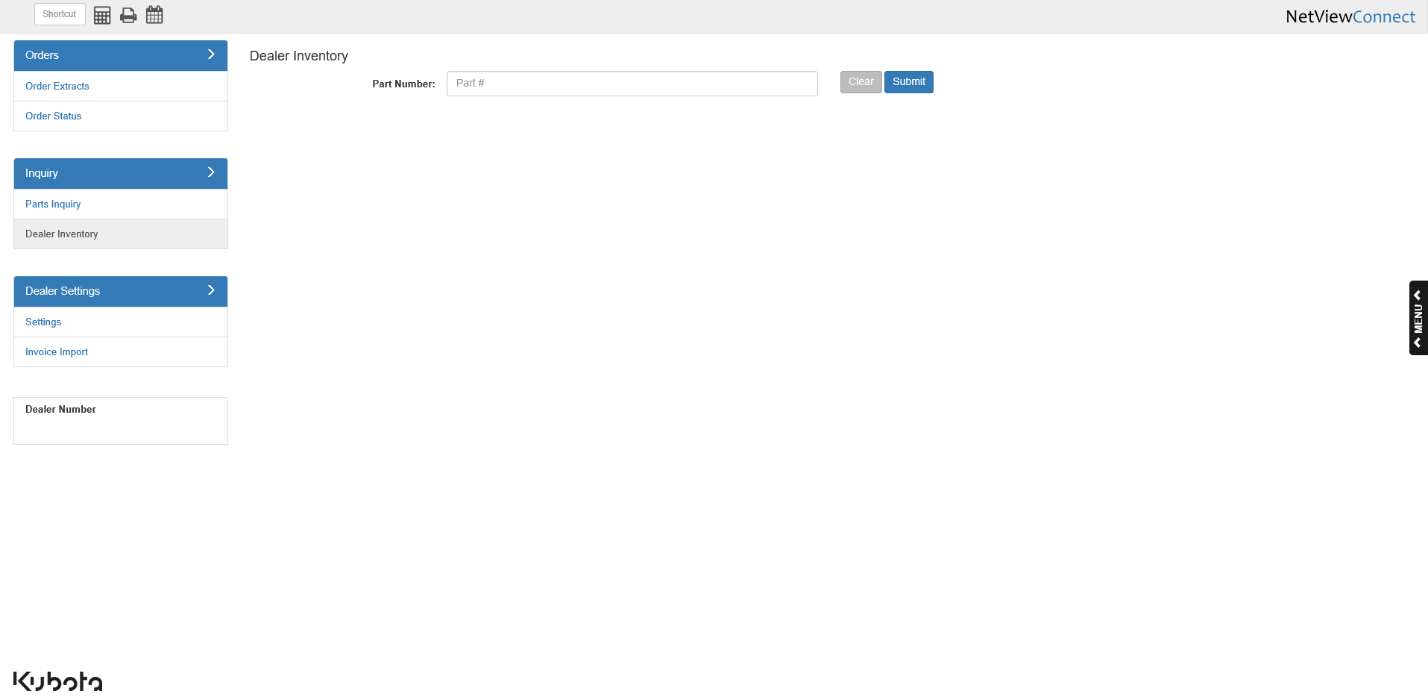 Shortcut
NetViewConnect
Orders
Order Extracts
Order Status
Inquiry
Parts Inquiry
Dealer Inventory
Dealer Settings
Settings
Invoice Import
Dealer Number
Dealer Inventory
Part Number:
Part #
Clear
Submit
MENU
Kubota